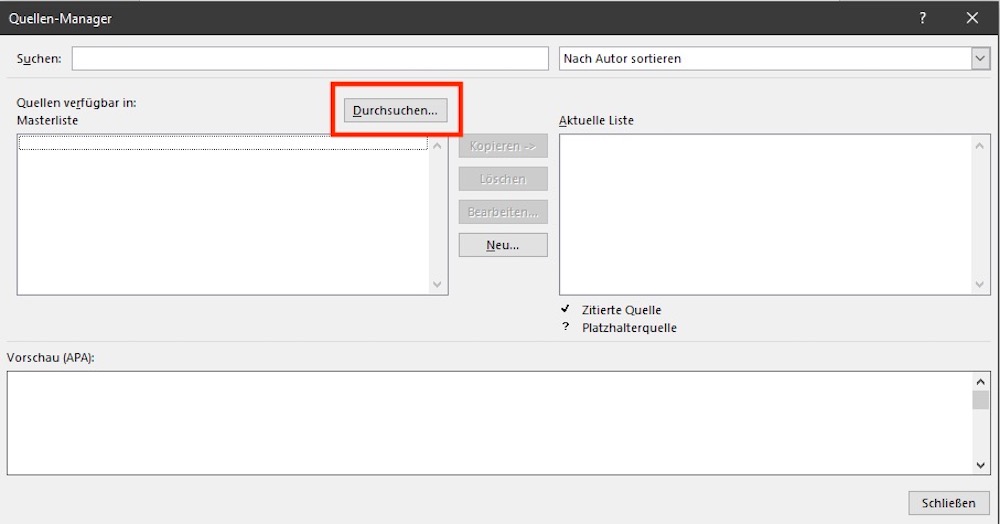 Quellen-Manager ? ✕
Suchen: Nach Autor sortieren
Quellen verfügbar in: Durchsuchen...
Masterliste Aktuelle Liste
Kopieren ->
Löschen
Bearbeiten...
Neu...
✓ Zitierte Quelle
? Platzhalterquelle
Vorschau (APA):
Schließen